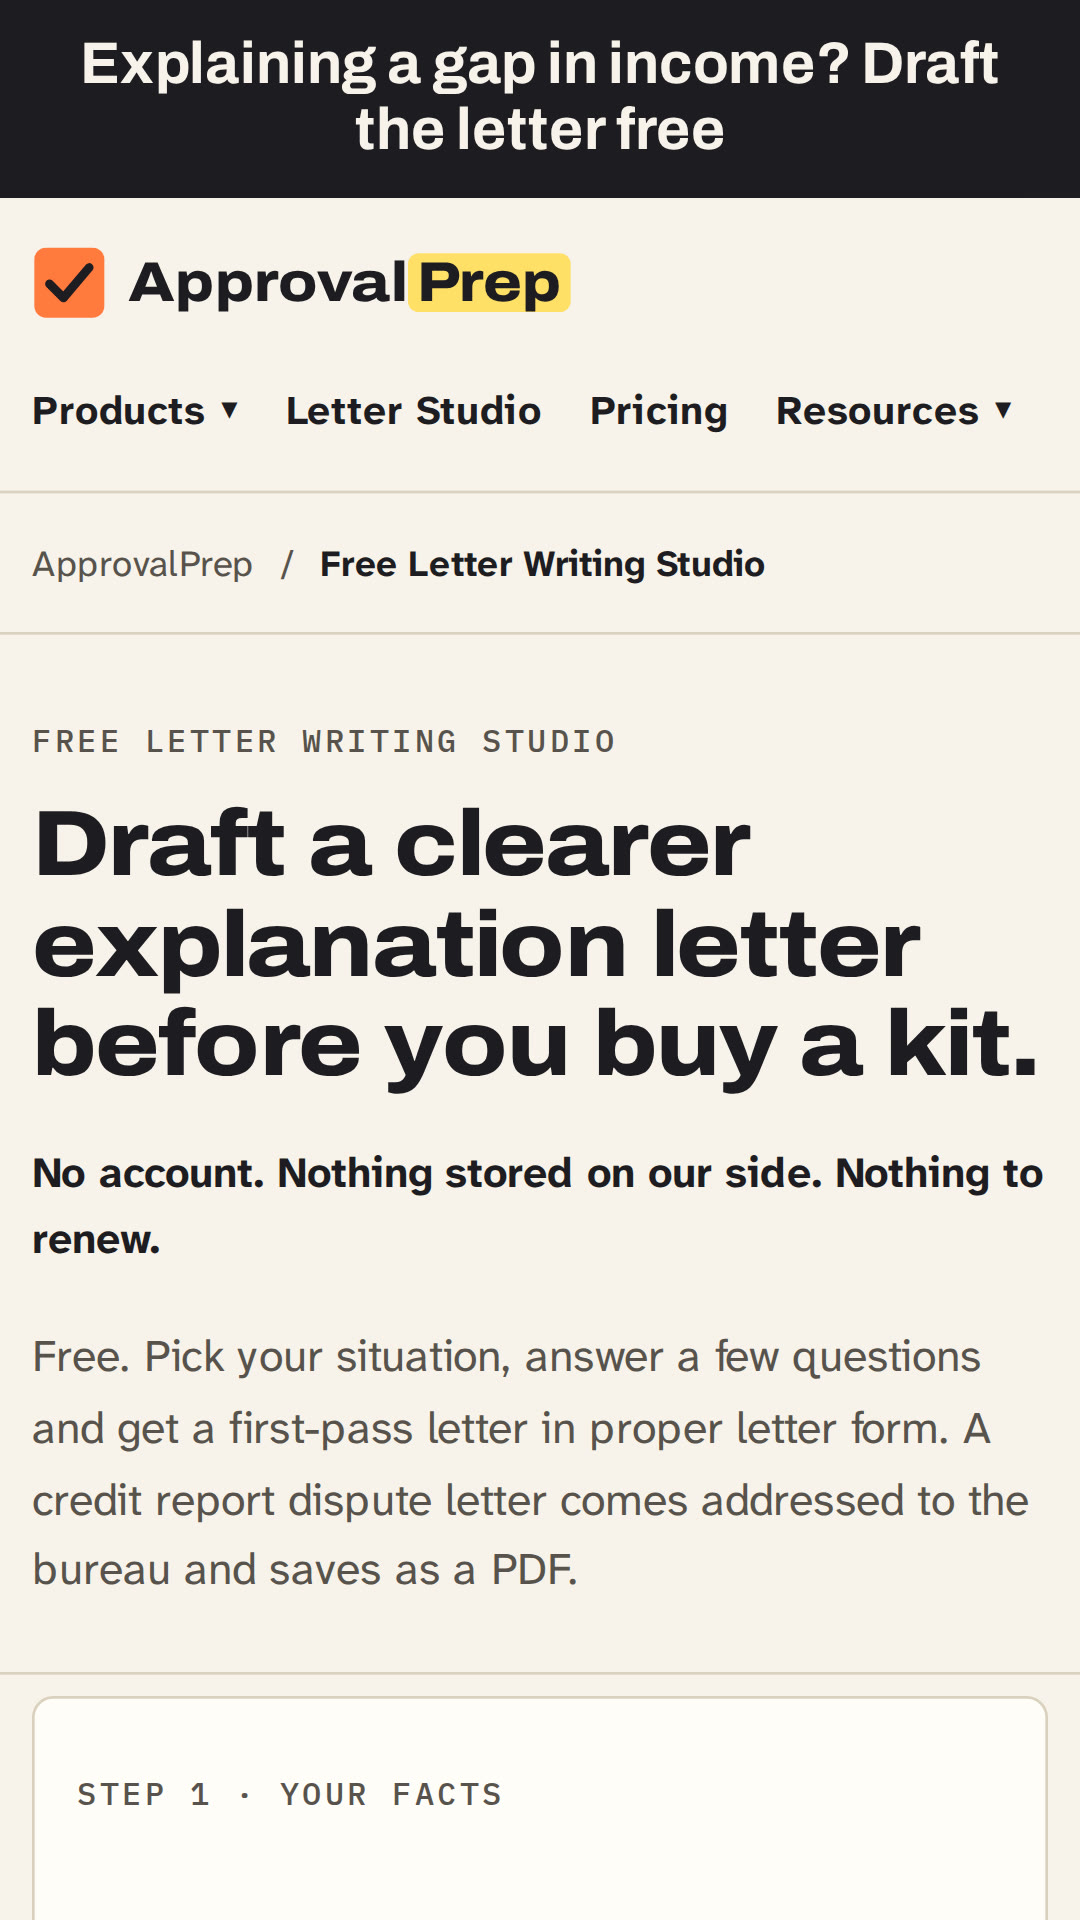 Explaining a gap in income? Draft
the letter free
ApprovalPrep
Products ▼ Letter Studio Pricing Resources ▼
ApprovalPrep / Free Letter Writing Studio
FREE LETTER WRITING STUDIO
Draft a clearer
explanation letter
before you buy a kit.
No account. Nothing stored on our side. Nothing to
renew.
Free. Pick your situation, answer a few questions
and get a first-pass letter in proper letter form. A
credit report dispute letter comes addressed to the
bureau and saves as a PDF.
STEP 1 · YOUR FACTS